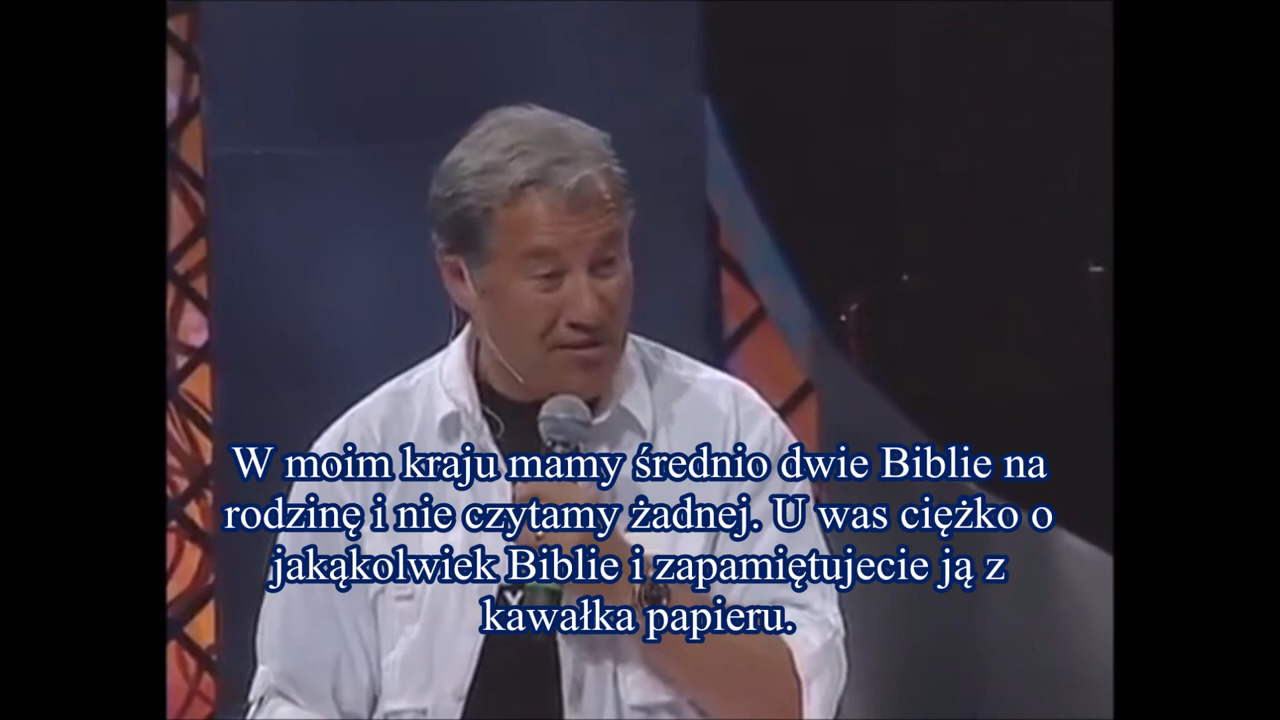 W moim kraju mamy średnio dwie Biblie na
rodzinę i nie czytamy żadnej. U was ciężko o
jakąkolwiek Biblie i zapamiętujecie ją z
kawałka papieru.